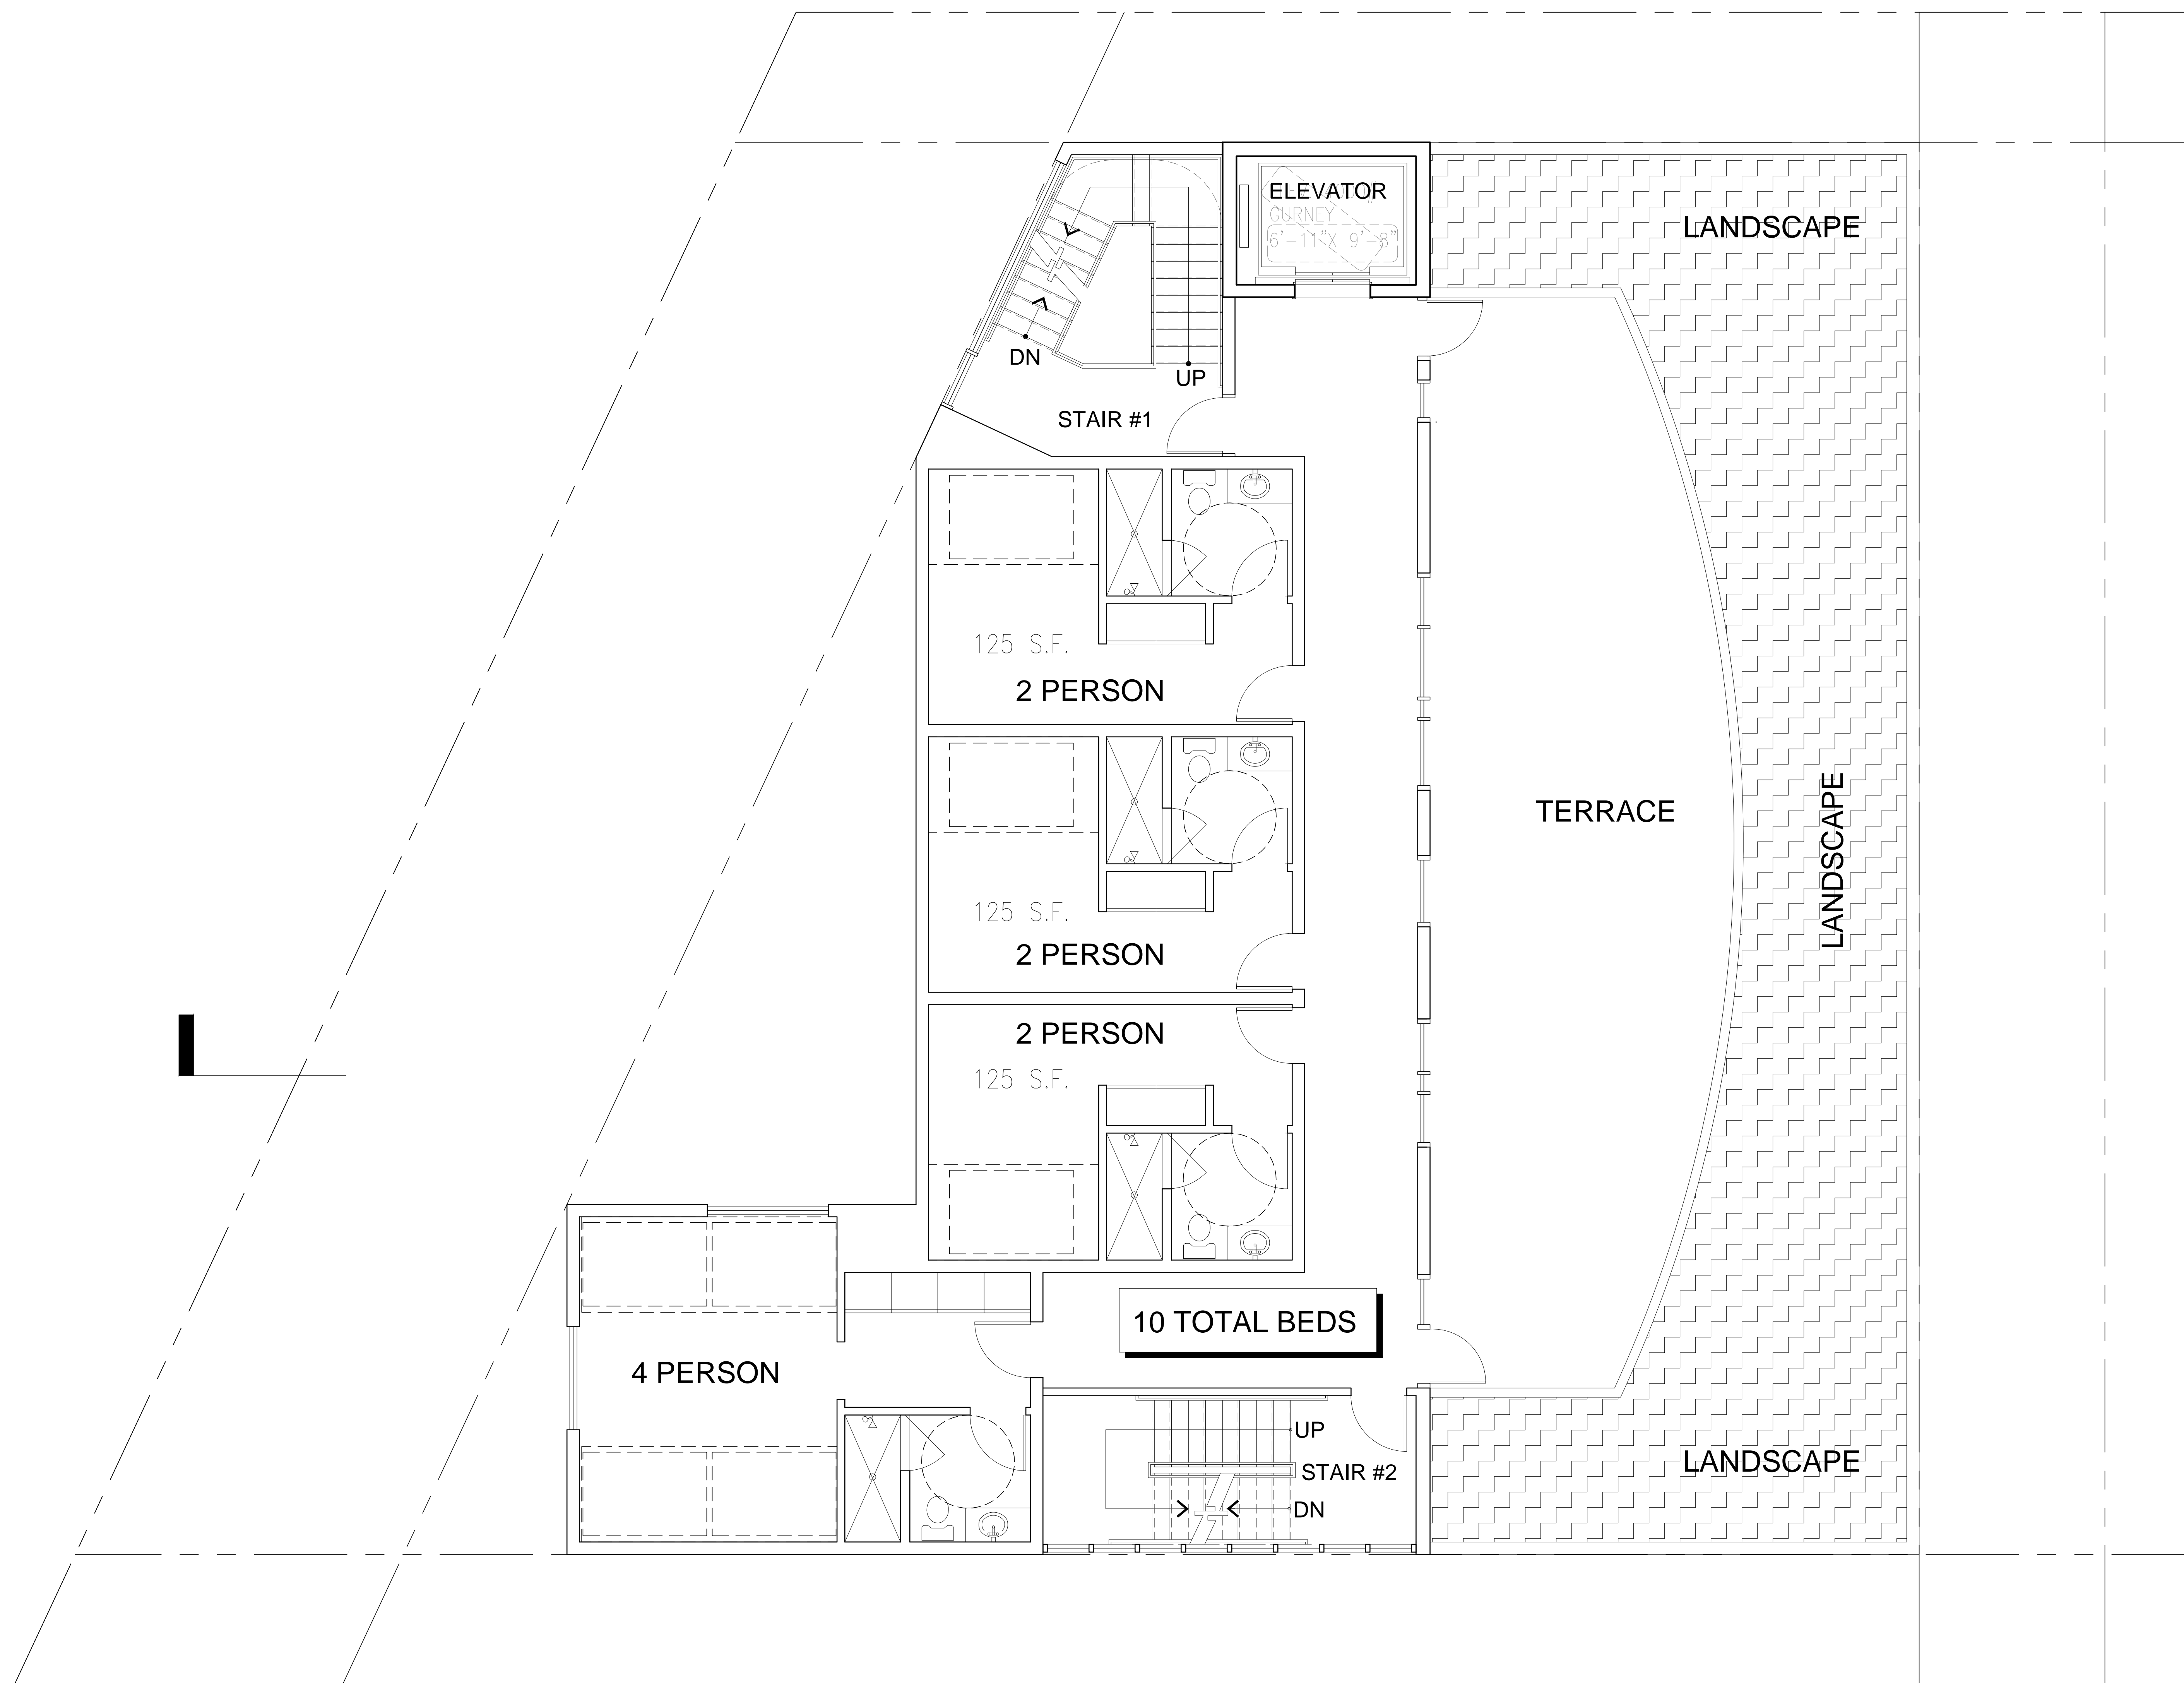 ELEVATOR
GURNEY
6'-11"X 9'-8"
LANDSCAPE
DN
UP
STAIR #1
125 S.F.
2 PERSON
TERRACE
LANDSCAPE
125 S.F.
2 PERSON
2 PERSON
125 S.F.
10 TOTAL BEDS
4 PERSON
UP
STAIR #2
DN
LANDSCAPE